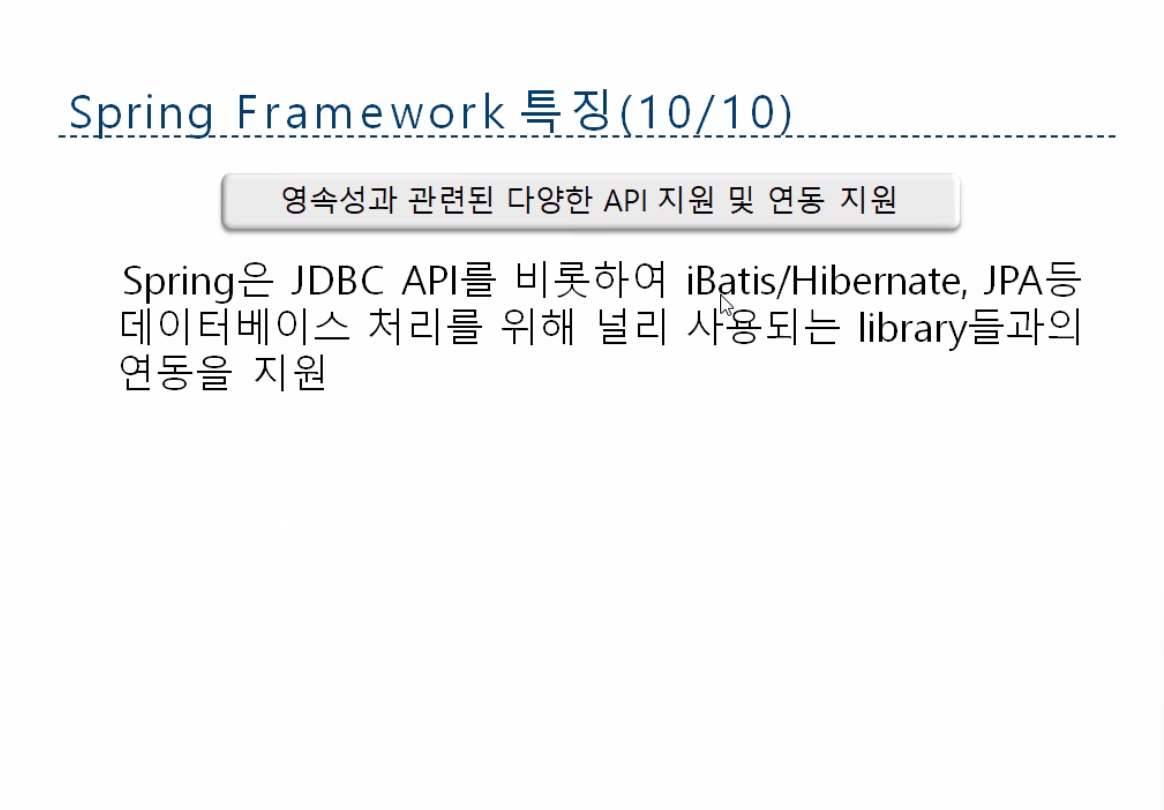 Spring Framework 특징(10/10)
영속성과 관련된 다양한 API 지원 및 연동 지원
Spring은 JDBC API를 비롯하여 iBatis/Hibernate, JPA등
데이터베이스 처리를 위해 널리 사용되는 library들과의
연동을 지원